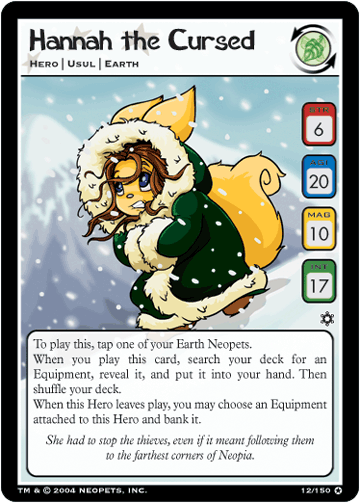 Hannah the Cursed
Hero | Usul | Earth
STR
6
AGI
20
MAG
10
INT
17
To play this, tap one of your Earth Neopets.
When you play this card, search your deck for an
Equipment, reveal it, and put it into your hand. Then
shuffle your deck.
When this Hero leaves play, you may choose an Equipment
attached to this Hero and bank it.
She had to stop the thieves, even if it meant following them
to the farthest corners of Neopia.
TM & © 2004 NEOPETS, INC.
12/150